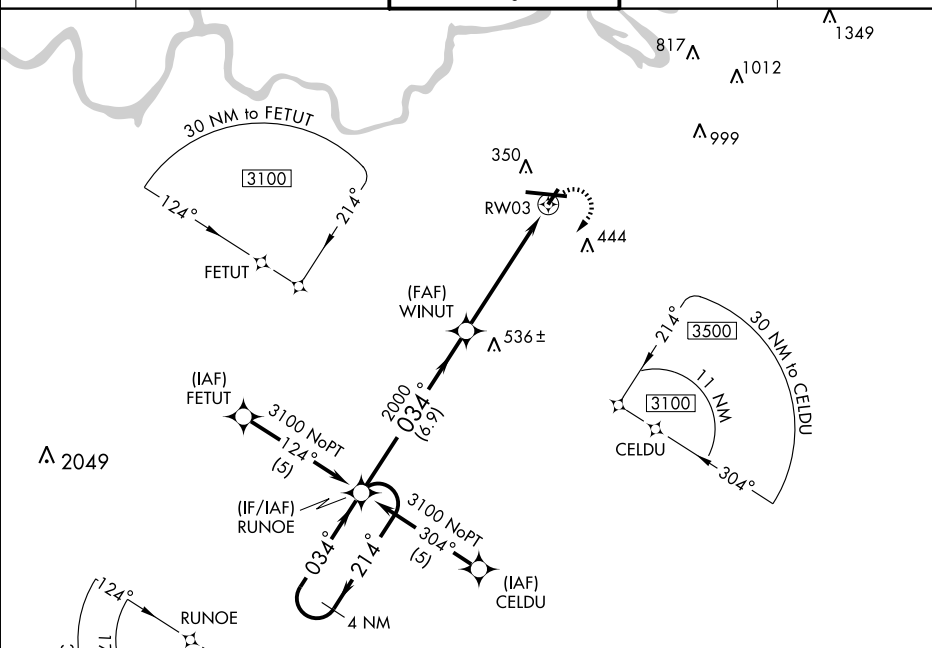 1349
817
1012
999
30 NM to FETUT
3100
124°
214°
FETUT
350
RW03
444
(FAF)
WINUT
536 ±
214°
3500
30 NM to CELDU
11 NM
3100
CELDU
304°
(IAF)
FETUT
3100 NoPT
124°
(5)
2000
034°
(6.9)
2049
(IF/IAF)
RUNOE
3100 NoPT
304°
(5)
034°
214°
(IAF)
CELDU
4 NM
124°
RUNOE